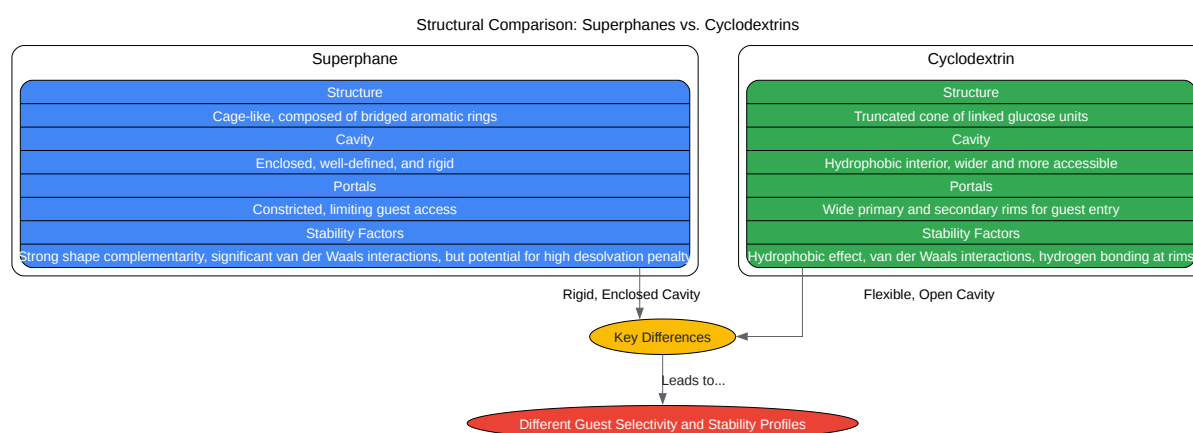 Structural Comparison: Superphanes vs. Cyclodextrins
Superphane
Structure
Cage-like, composed of bridged aromatic rings
Cavity
Enclosed, well-defined, and rigid
Portals
Constricted, limiting guest access
Stability Factors
Strong shape complementarity, significant van der Waals interactions, but potential for high desolvation penalty
Cyclodextrin
Structure
Truncated cone of linked glucose units
Cavity
Hydrophobic interior, wider and more accessible
Portals
Wide primary and secondary rims for guest entry
Stability Factors
Hydrophobic effect, van der Waals interactions, hydrogen bonding at rims
Rigid, Enclosed Cavity
Flexible, Open Cavity
Key Differences
Leads to...
Different Guest Selectivity and Stability Profiles